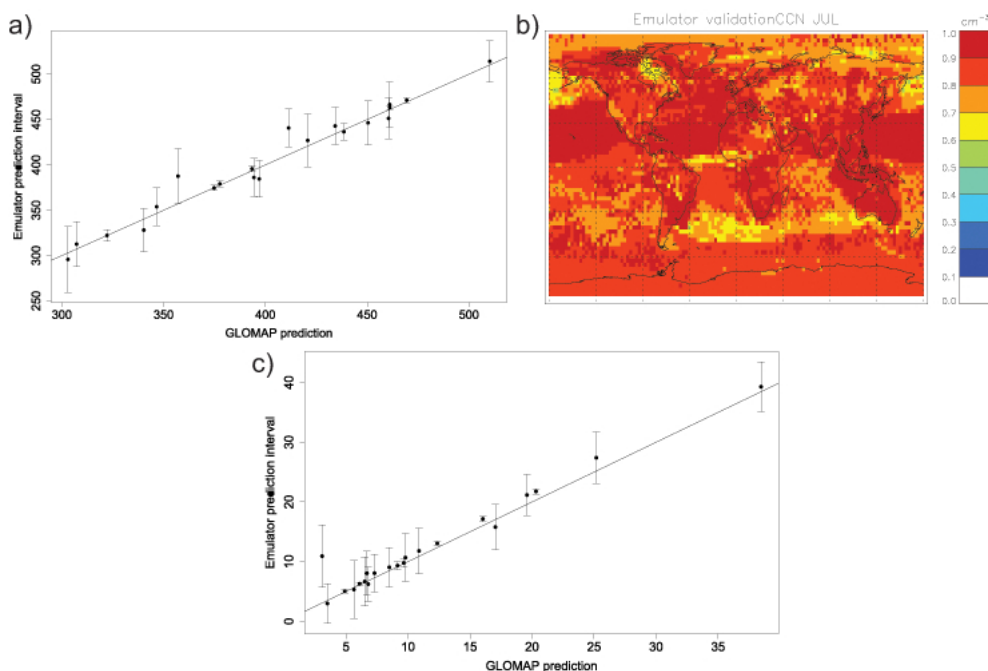 a)
Emulator prediction interval
500
450
400
350
300
250
300 350 400 450 500
GLOMAP prediction
b)
Emulator validationCCN JUL
cm⁻³
1.0
0.9
0.8
0.7
0.6
0.5
0.4
0.3
0.2
0.1
0.0
c)
Emulator prediction interval
40
30
20
10
0
5 10 15 20 25 30 35
GLOMAP prediction